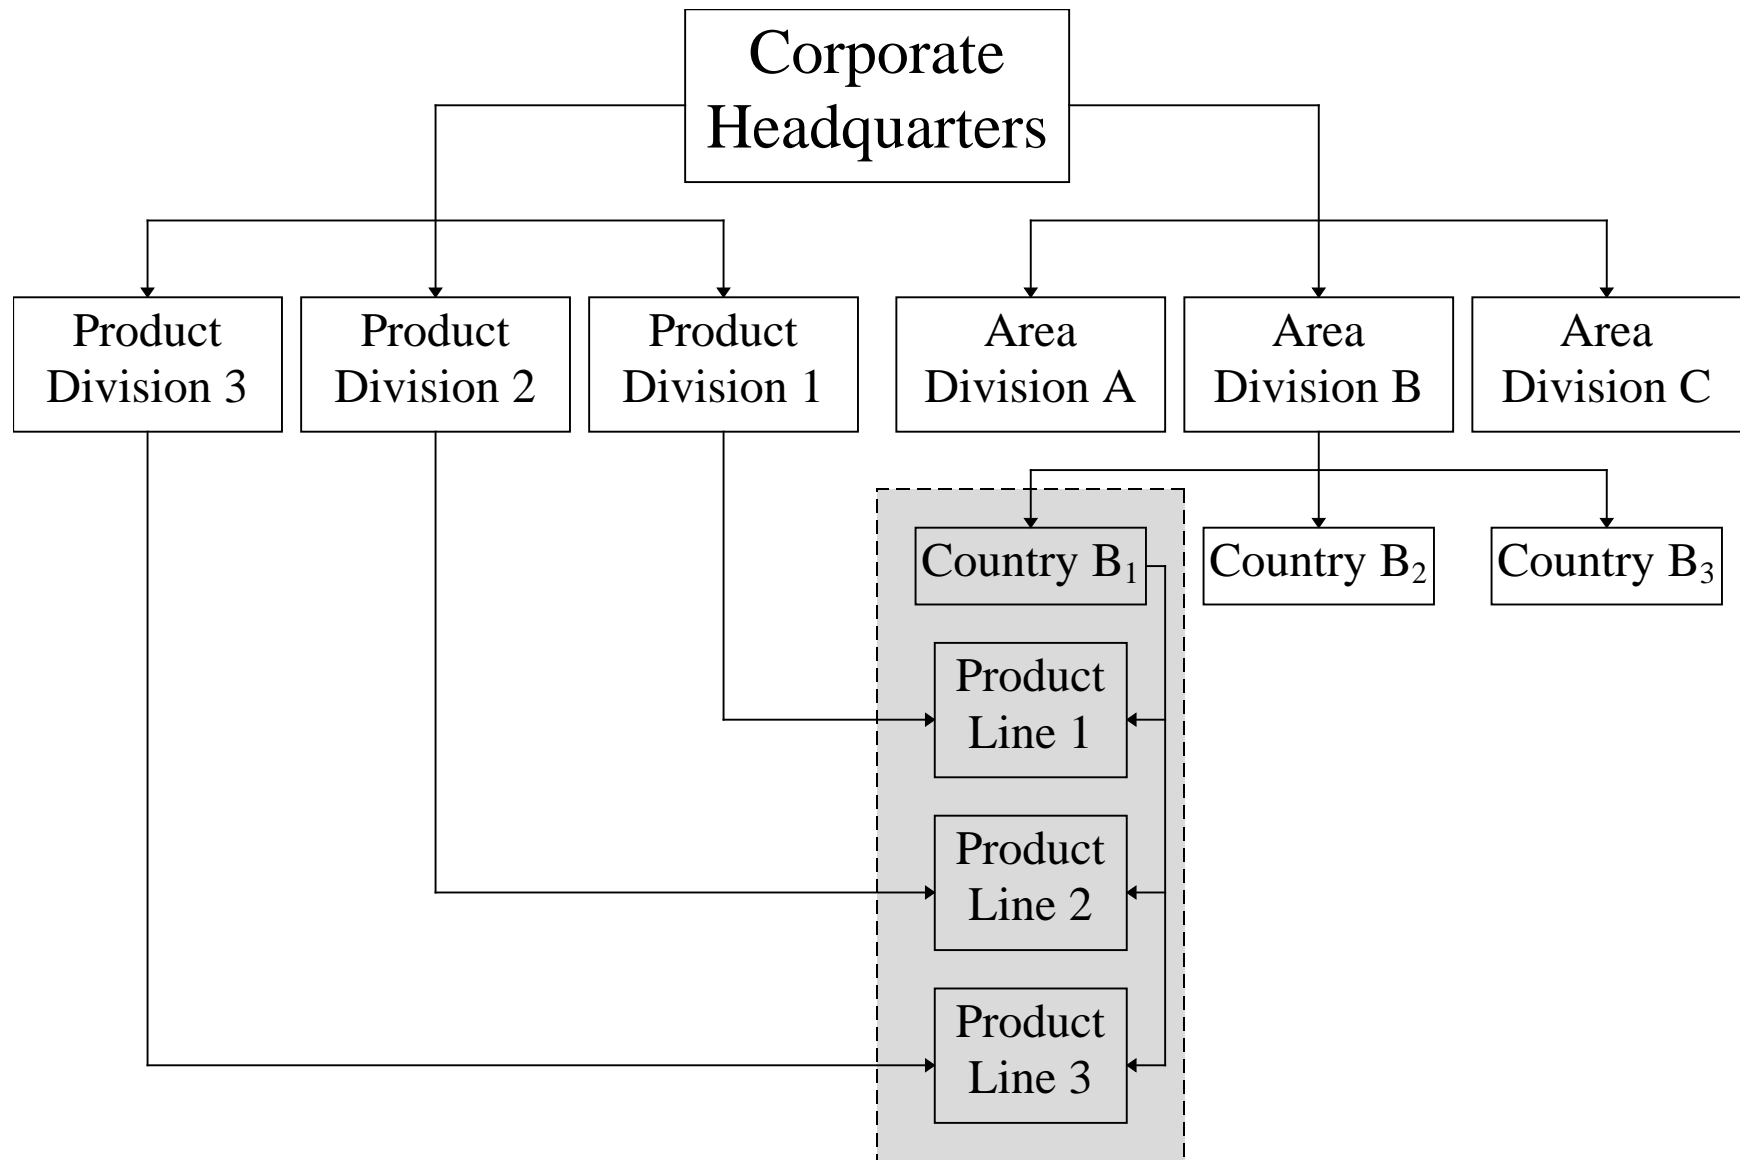 Corporate
Headquarters
Product
Division 3
Product
Division 2
Product
Division 1
Area
Division A
Area
Division B
Area
Division C
Country B₁
Country B₂
Country B₃
Product
Line 1
Product
Line 2
Product
Line 3